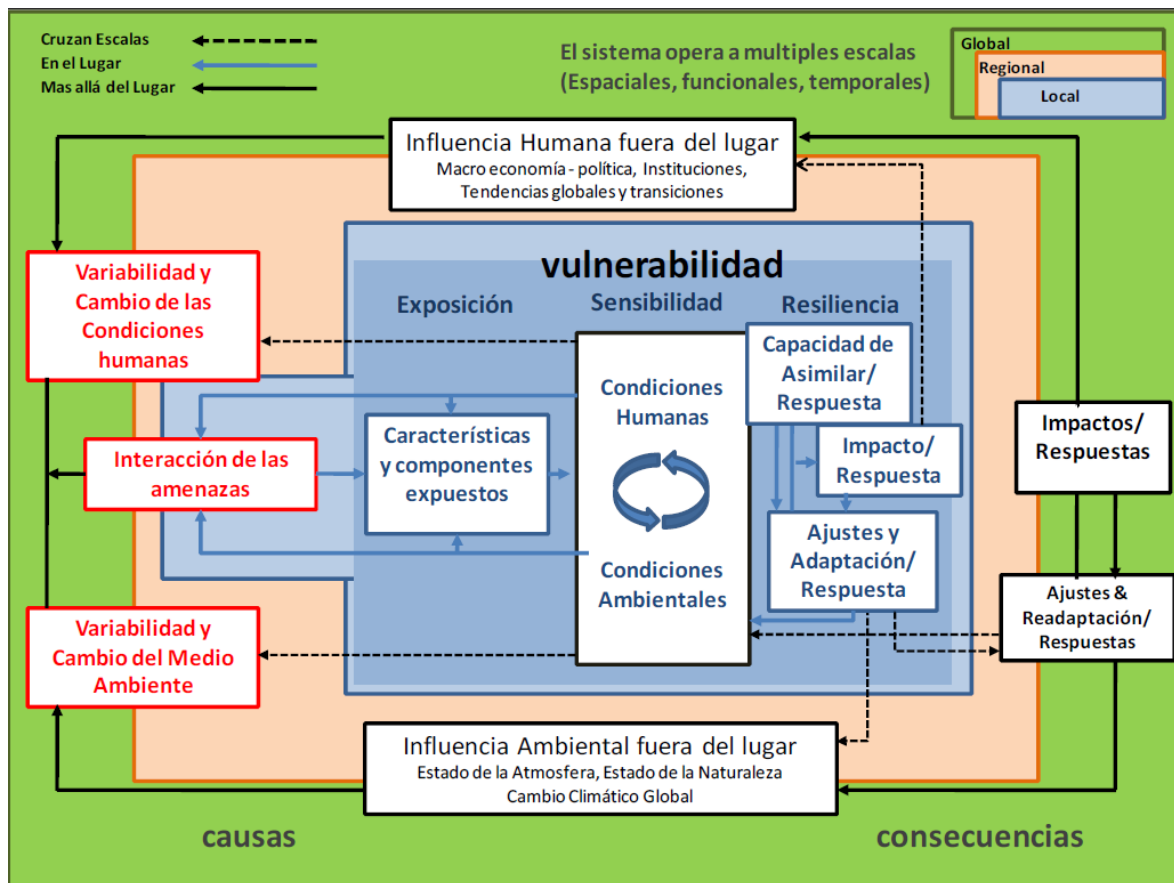 Cruzan Escalas
En el Lugar
Mas allá del Lugar
El sistema opera a multiples escalas
(Espaciales, funcionales, temporales)
Global
Regional
Local
Influencia Humana fuera del lugar
Macro economía - política, Instituciones,
Tendencias globales y transiciones
Variabilidad y
Cambio de las
Condiciones
humanas
vulnerabilidad
Exposición
Sensibilidad
Resiliencia
Capacidad de
Asimilar/
Respuesta
Condiciones
Humanas
Características
y componentes
expuestos
Interacción de las
amenazas
Impacto/
Respuesta
Impactos/
Respuestas
Ajustes y
Adaptación/
Respuesta
Condiciones
Ambientales
Ajustes &
Readaptación/
Respuestas
Variabilidad y
Cambio del Medio
Ambiente
Influencia Ambiental fuera del lugar
Estado de la Atmosfera, Estado de la Naturaleza
Cambio Climático Global
causas
consecuencias